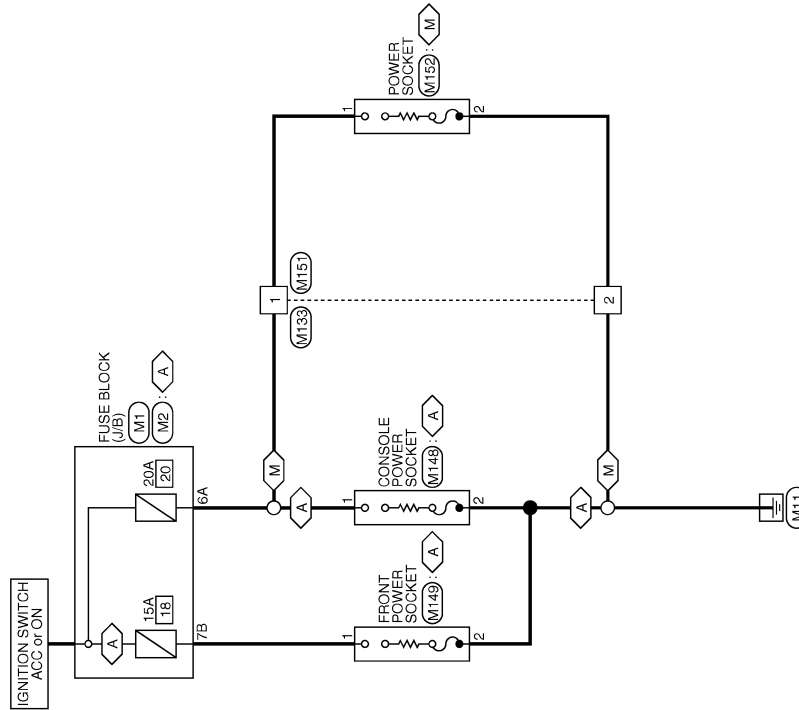 IGNITION SWITCH
ACC or ON
FUSE BLOCK
(J/B)
M1
M2 : A
A
15A
18
20A
20
7B
6A
M
A
1
M133
M151
FRONT
POWER
SOCKET
M149 : A
1
2
CONSOLE
POWER
SOCKET
M148 : A
1
2
POWER
SOCKET
M152 : M
1
2
A
M
2
M11